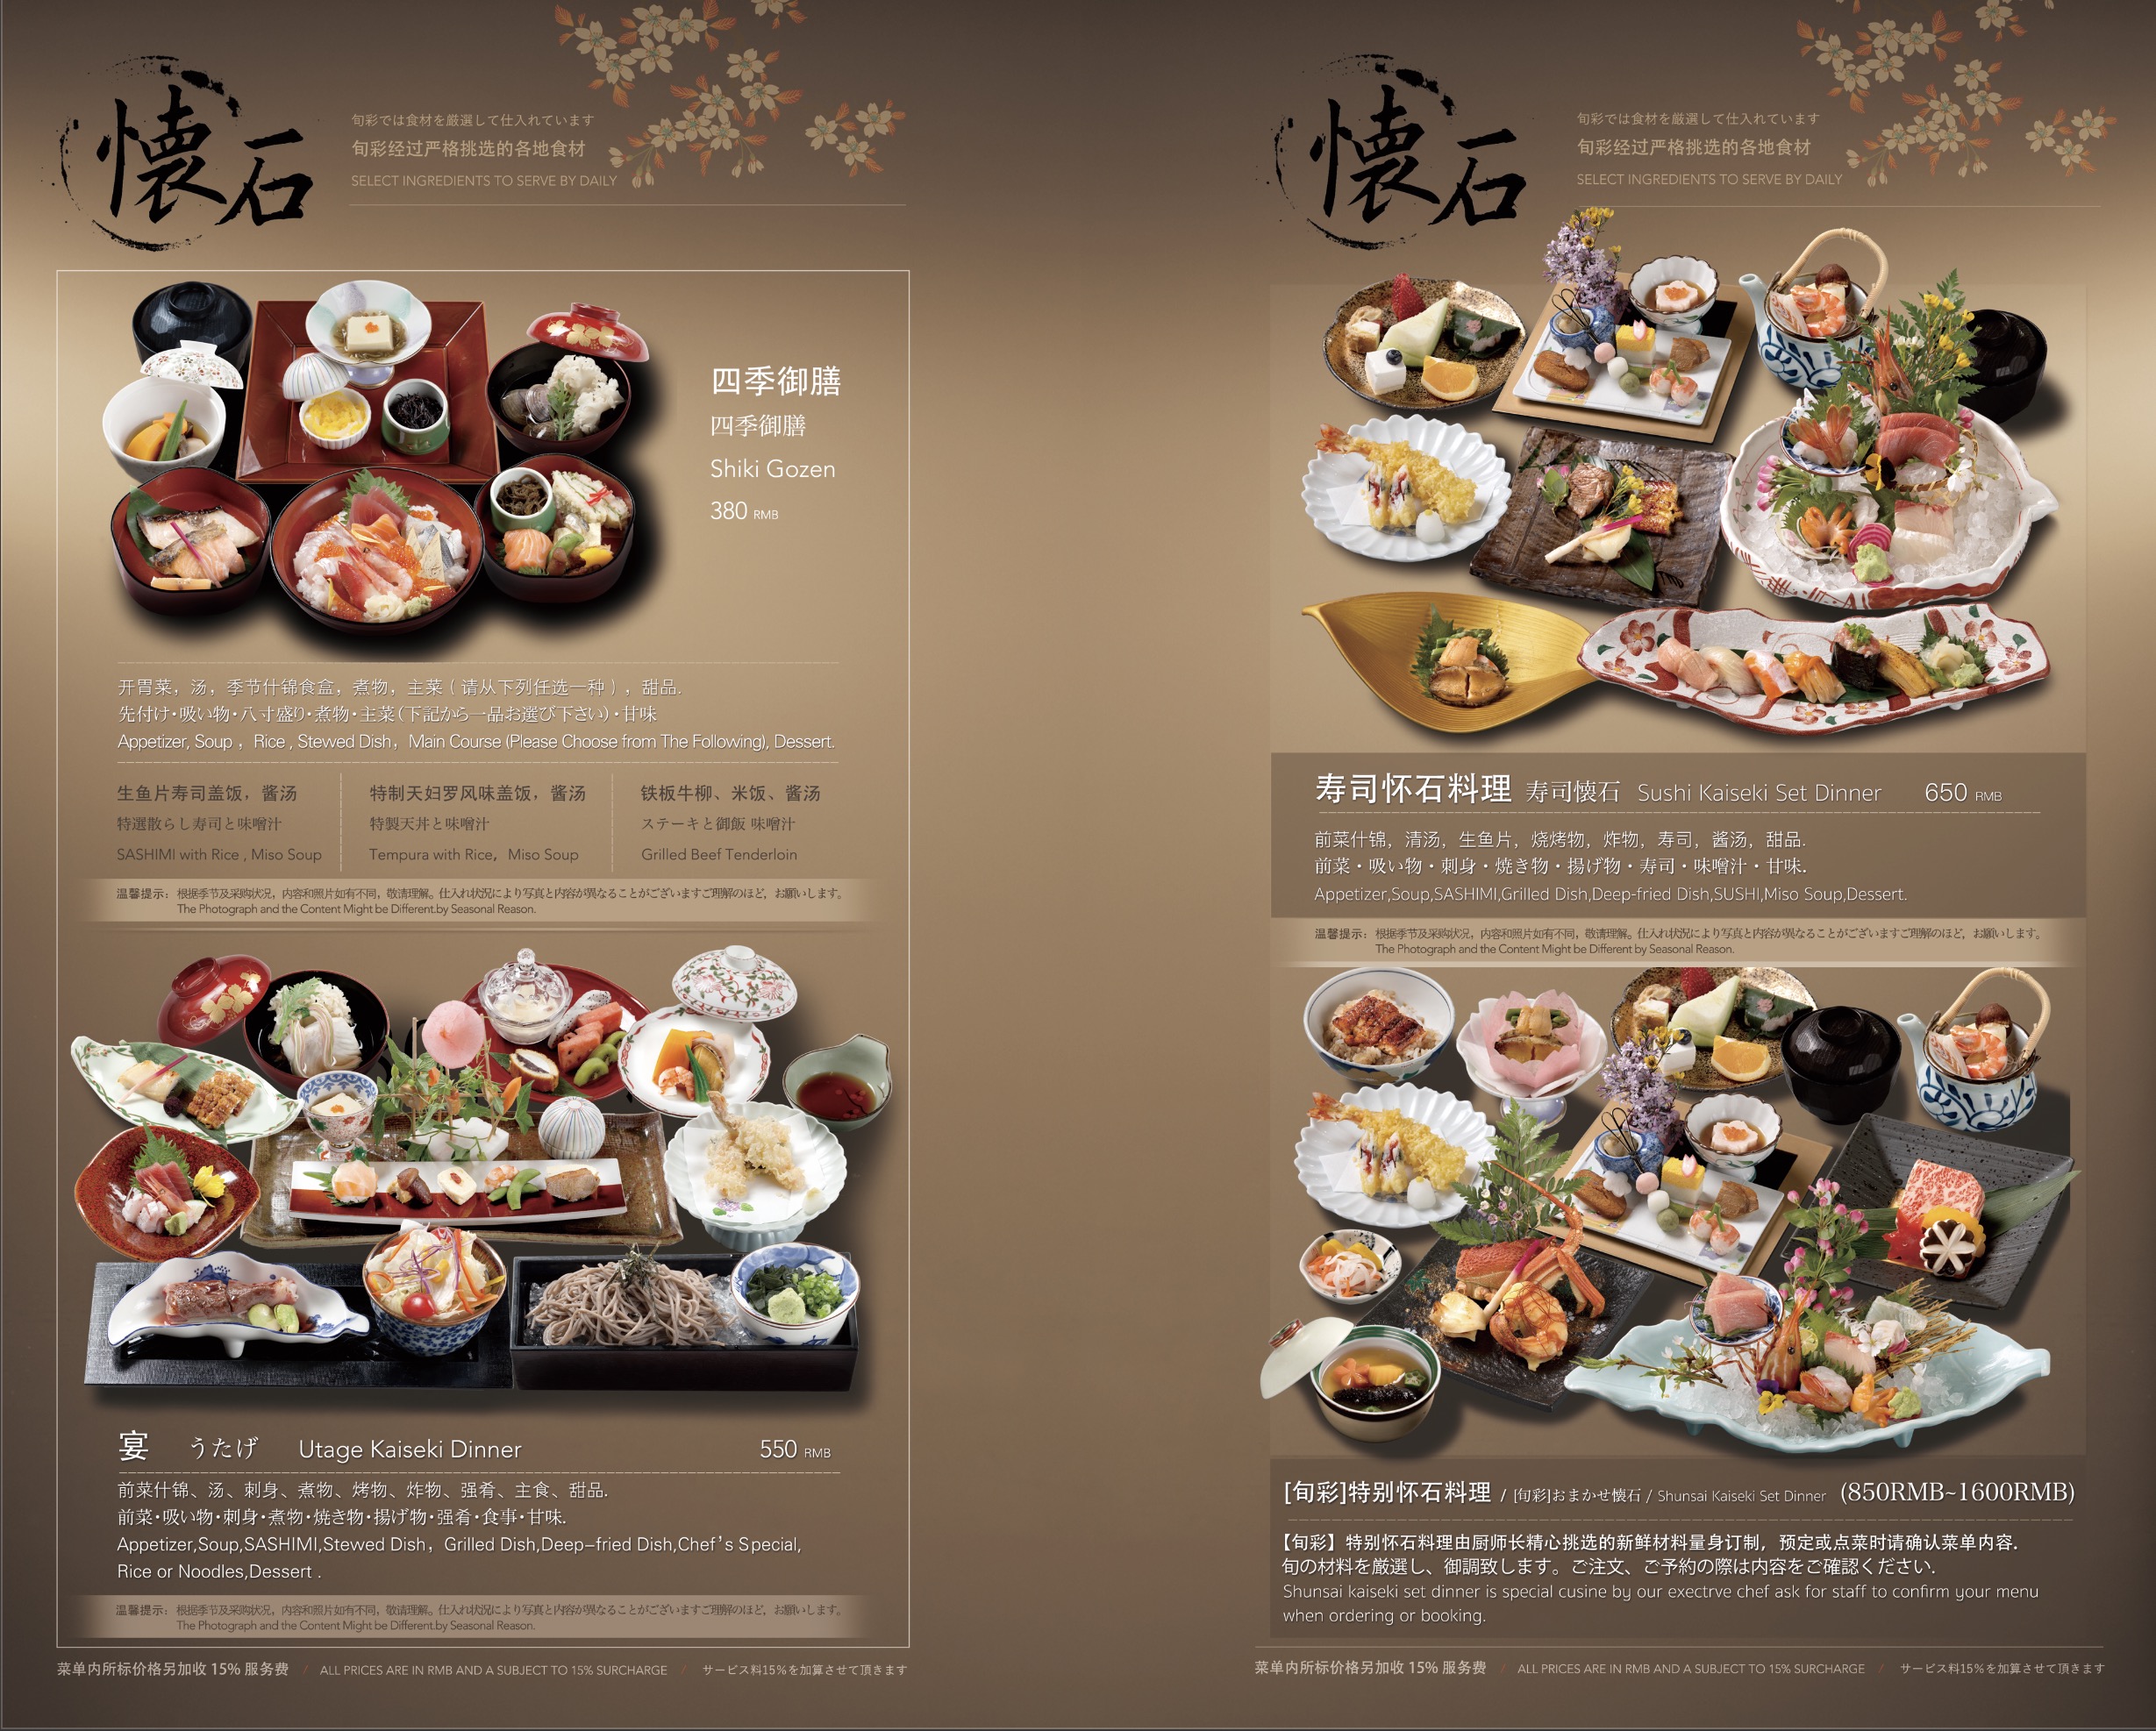 懐石
旬彩では食材を厳選して仕入れています
旬彩经过严格挑选的各地食材
SELECT INGREDIENTS TO SERVE BY DAILY
四季御膳
四季御膳
Shiki Gozen
380 RMB
开胃菜，汤，季节什锦食盒，煮物，主菜（请从下列任选一种），甜品.
先付け・吸い物・八寸盛り・煮物・主菜(下記から一品お選び下さい)・甘味
Appetizer, Soup , Rice , Stewed Dish, Main Course (Please Choose from The Following), Dessert.
生鱼片寿司盖饭，酱汤
特選散らし寿司と味噌汁
SASHIMI with Rice , Miso Soup
特制天妇罗风味盖饭，酱汤
特製天丼と味噌汁
Tempura with Rice, Miso Soup
铁板牛柳、米饭、酱汤
ステーキと御飯 味噌汁
Grilled Beef Tenderloin
温馨提示： 根据季节及采购状况，内容和照片如有不同，敬请理解。仕入れ状況により写真と内容が異なることがございますご理解のほど，お願いします。
The Photograph and the Content Might be Different.by Seasonal Reason.
宴 うたげ Utage Kaiseki Dinner 550 RMB
前菜什锦、汤、刺身、煮物、烤物、炸物、强肴、主食、甜品.
前菜・吸い物・刺身・煮物・焼き物・揚げ物・强肴・食事・甘味.
Appetizer,Soup,SASHIMI,Stewed Dish, Grilled Dish,Deep-fried Dish,Chef's Special,
Rice or Noodles,Dessert .
温馨提示： 根据季节及采购状况，内容和照片如有不同，敬请理解。仕入れ状況により写真と内容が異なることがございますご理解のほど，お願いします。
The Photograph and the Content Might be Different.by Seasonal Reason.
菜单内所标价格另加收 15% 服务费 / ALL PRICES ARE IN RMB AND A SUBJECT TO 15% SURCHARGE / サービス料15%を加算させて頂きます
懐石
旬彩では食材を厳選して仕入れています
旬彩经过严格挑选的各地食材
SELECT INGREDIENTS TO SERVE BY DAILY
寿司怀石料理 寿司懐石 Sushi Kaiseki Set Dinner 650 RMB
前菜什锦，清汤，生鱼片，烧烤物，炸物，寿司，酱汤，甜品.
前菜・吸い物・刺身・焼き物・揚げ物・寿司・味噌汁・甘味.
Appetizer,Soup,SASHIMI,Grilled Dish,Deep-fried Dish,SUSHI,Miso Soup,Dessert.
温馨提示： 根据季节及采购状况，内容和照片如有不同，敬请理解。仕入れ状況により写真と内容が異なることがございますご理解のほど，お願いします。
The Photograph and the Content Might be Different by Seasonal Reason.
[旬彩]特别怀石料理 / [旬彩]おまかせ懐石 / Shunsai Kaiseki Set Dinner (850RMB~1600RMB)
【旬彩】特别怀石料理由厨师长精心挑选的新鲜材料量身订制，预定或点菜时请确认菜单内容.
旬の材料を厳選し、御調致します。ご注文、ご予約の際は内容をご確認ください.
Shunsai kaiseki set dinner is special cusine by our exectrve chef ask for staff to confirm your menu
when ordering or booking.
菜单内所标价格另加收 15% 服务费 / ALL PRICES ARE IN RMB AND A SUBJECT TO 15% SURCHARGE / サービス料15%を加算させて頂きます